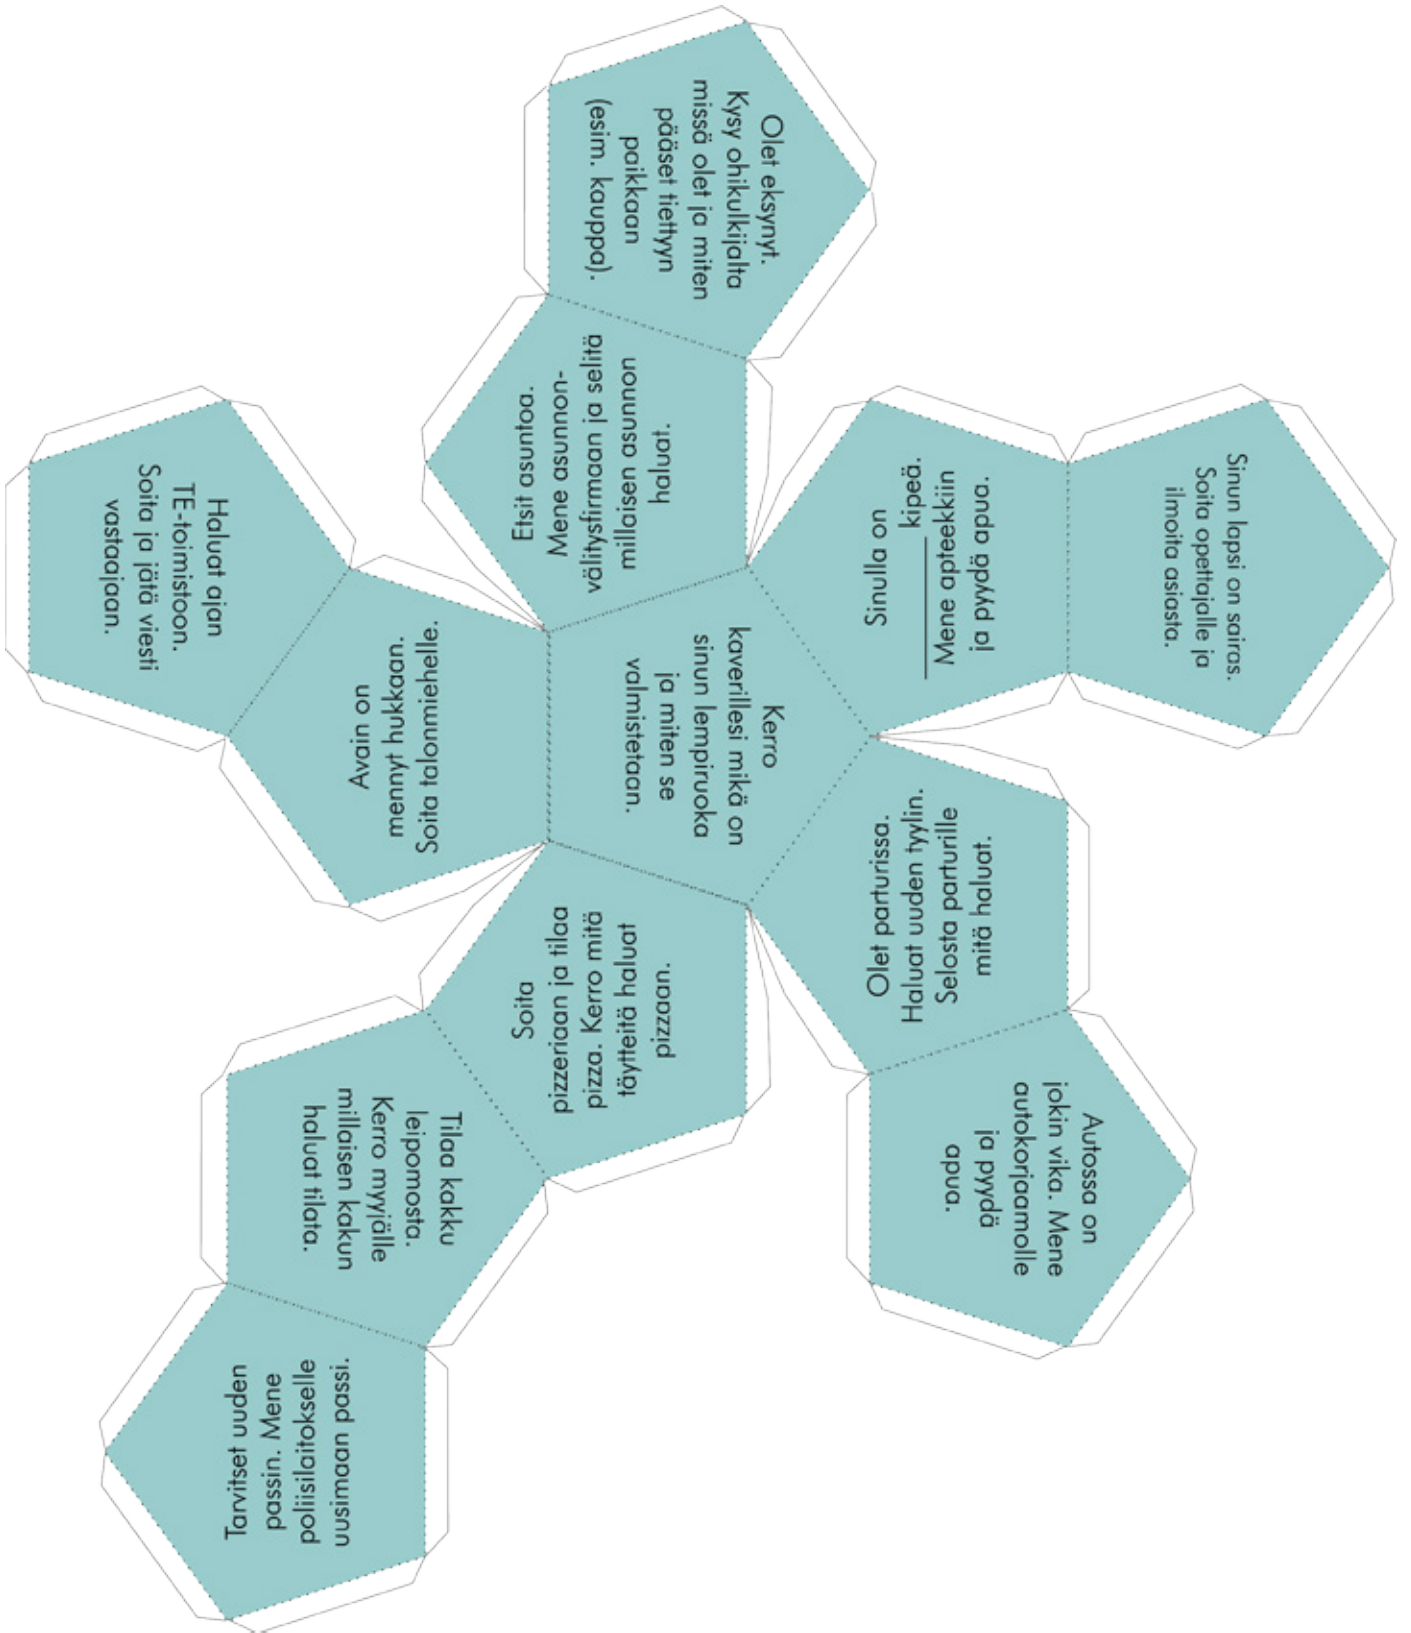 Olet eksynyt.
Kysy ohikulkijalta
missä olet ja miten
pääset tiettyyn
paikkaan
(esim. kauppa).
Etsit asuntoa.
Mene asunnon-
välitysfirmaan ja selitä
millaisen asunnon
haluat.
Sinulla on
________ kipeä.
Mene apteekkiin
ja pyydä apua.
Sinun lapsi on sairas.
Soita opettajalle ja
ilmoita asiasta.
Haluat ajan
TE-toimistoon.
Soita ja jätä viesti
vastaajaan.
Avain on
mennyt hukkaan.
Soita talonmiehelle.
Kerro
kaverillesi mikä on
sinun lempiruoka
ja miten se
valmistetaan.
Olet parturissa.
Haluat uuden tyylin.
Selosta parturille
mitä haluat.
Soita
pizzeriaan ja tilaa
pizza. Kerro mitä
täytteitä haluat
pizzaan.
Autossa on
jokin vika. Mene
autokorjaamolle
ja pyydä
apua.
Tilaa kakku
leipomosta.
Kerro myyjälle
millaisen kakun
haluat tilata.
Tarvitset uuden
passin. Mene
poliisilaitokselle
uusimaan passi.